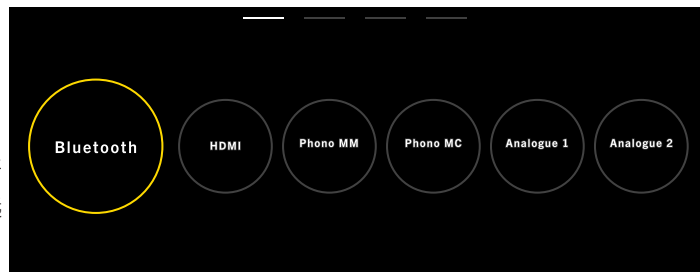 Bluetooth
HDMI
Phono MM
Phono MC
Analogue 1
Analogue 2